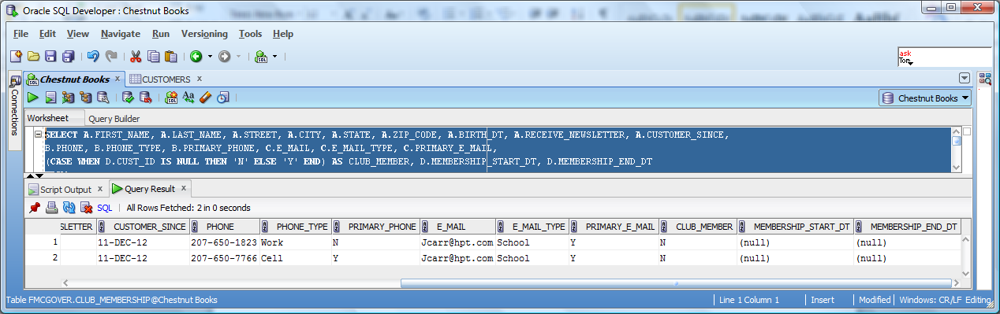 Oracle SQL Developer : Chestnut Books
File Edit View Navigate Run Versioning Tools Help
ask
Tom
Connections
Chestnut Books x CUSTOMERS x
Chestnut Books
Worksheet Query Builder
SELECT A.FIRST_NAME, A.LAST_NAME, A.STREET, A.CITY, A.STATE, A.ZIP_CODE, A.BIRTH_DT, A.RECEIVE_NEWSLETTER, A.CUSTOMER_SINCE,
B.PHONE, B.PHONE_TYPE, B.PRIMARY_PHONE, C.E_MAIL, C.E_MAIL_TYPE, C.PRIMARY_E_MAIL,
(CASE WHEN D.CUST_ID IS NULL THEN 'N' ELSE 'Y' END) AS CLUB_MEMBER, D.MEMBERSHIP_START_DT, D.MEMBERSHIP_END_DT
Script Output x Query Result x
SQL | All Rows Fetched: 2 in 0 seconds
SLETTER CUSTOMER_SINCE PHONE PHONE_TYPE PRIMARY_PHONE E_MAIL E_MAIL_TYPE PRIMARY_E_MAIL CLUB_MEMBER MEMBERSHIP_START_DT MEMBERSHIP_END_DT
1 11-DEC-12 207-650-1823 Work N Jcarr@hpt.com School Y N (null) (null)
2 11-DEC-12 207-650-7766 Cell Y Jcarr@hpt.com School Y N (null) (null)
Table FMCGOVER.CLUB_MEMBERSHIP@Chestnut Books | Line 1 Column 1 | Insert | Modified | Windows: CR/LF Editing